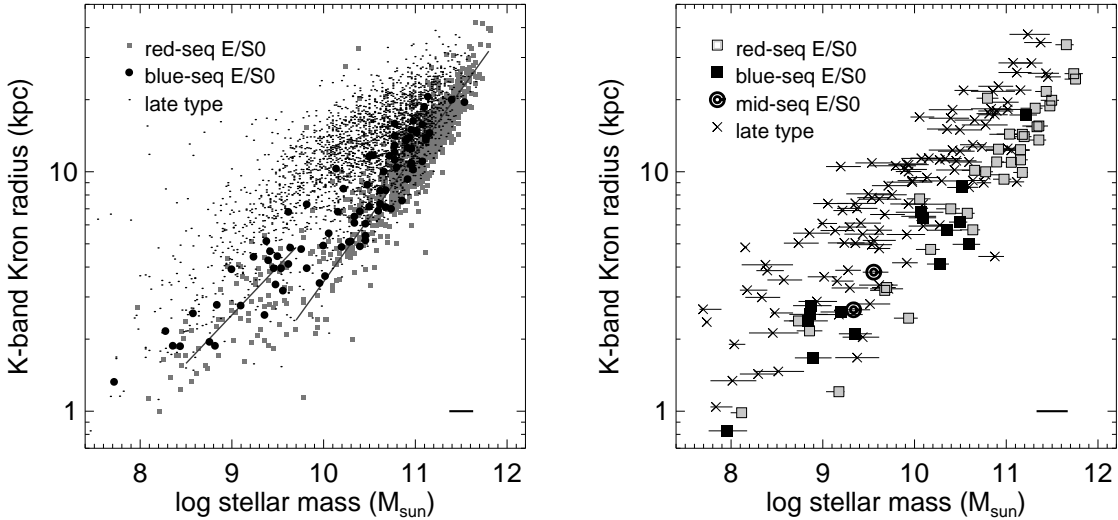 red-seq E/S0
blue-seq E/S0
late type
K-band Kron radius (kpc)
10
1
8
9
10
11
12
log stellar mass (Msun)
red-seq E/S0
blue-seq E/S0
mid-seq E/S0
late type
K-band Kron radius (kpc)
10
1
8
9
10
11
12
log stellar mass (Msun)